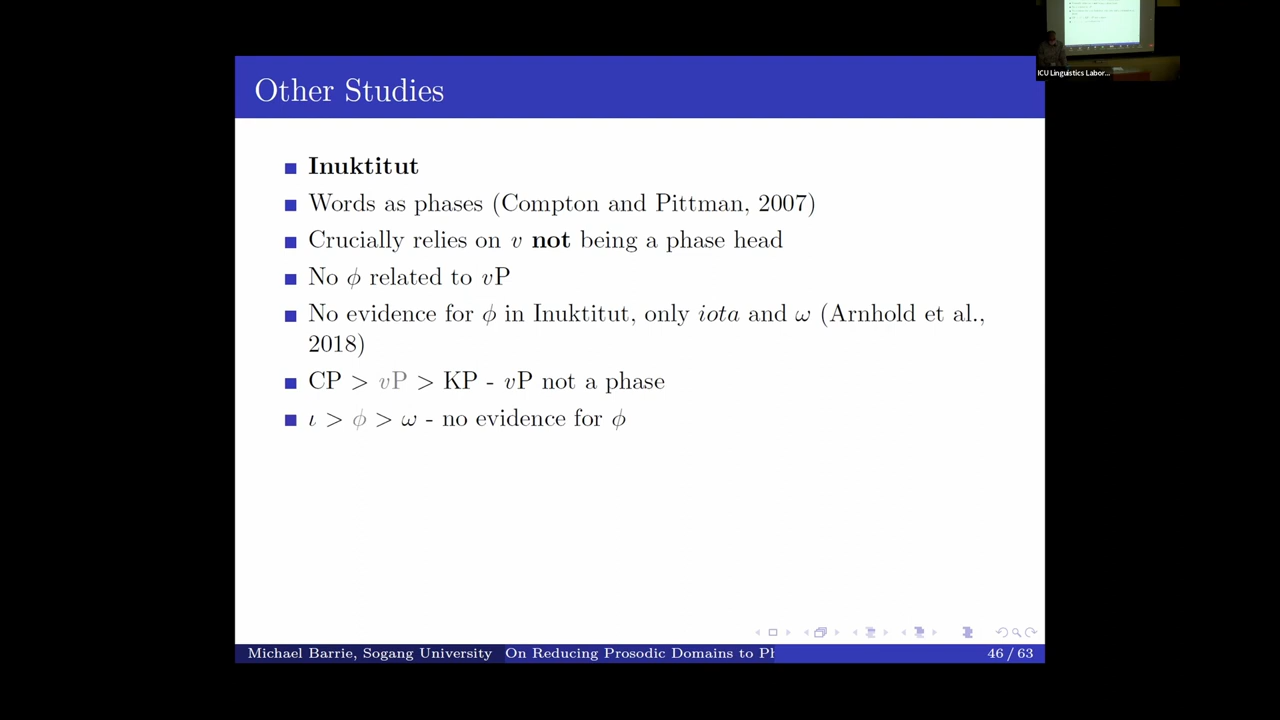 ICU Linguistics Labor...
Other Studies
Inuktitut
Words as phases (Compton and Pittman, 2007)
Crucially relies on v not being a phase head
No ϕ related to vP
No evidence for ϕ in Inuktitut, only iota and ω (Arnhold et al.,
2018)
CP > vP > KP - vP not a phase
ι > ϕ > ω - no evidence for ϕ
Michael Barrie, Sogang University On Reducing Prosodic Domains to Ph 46 / 63